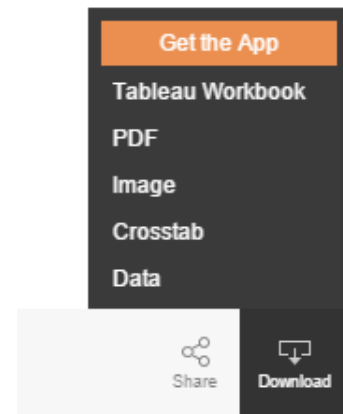 Get the App
Tableau Workbook
PDF
Image
Crosstab
Data
Share
Download